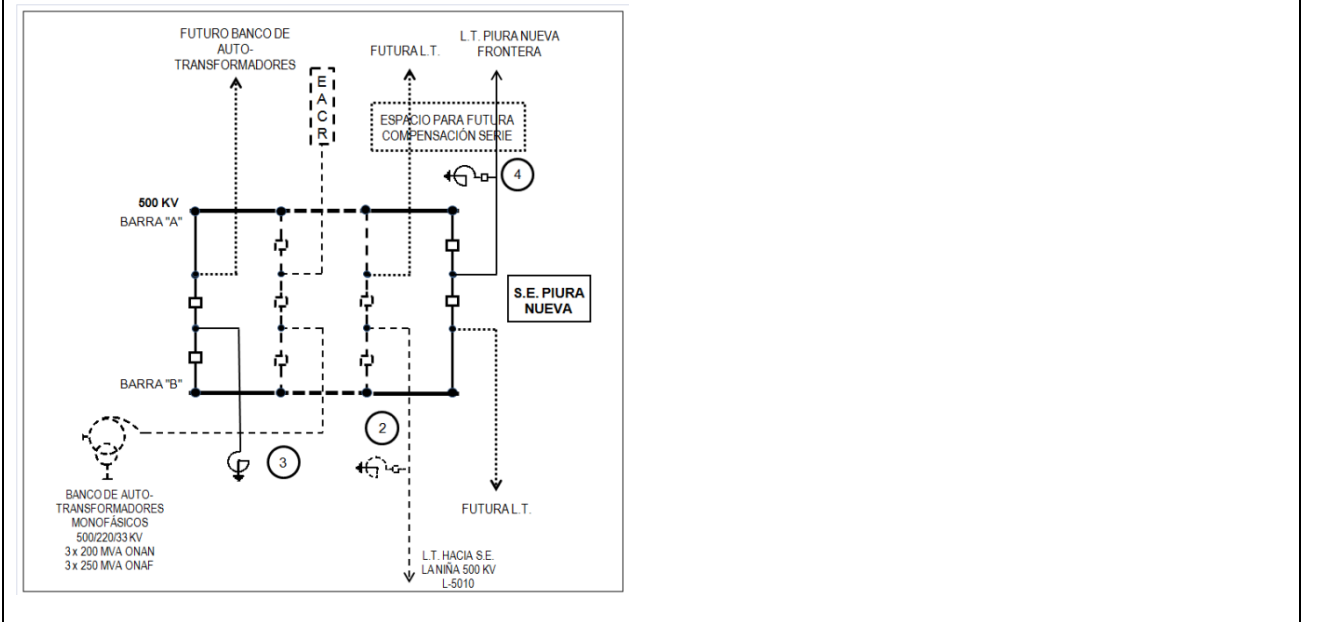 FUTURO BANCO DE
AUTO-
TRANSFORMADORES
FUTURA L.T.
L.T. PIURA NUEVA
FRONTERA
E
A
C
R
ESPACIO PARA FUTURA
COMPENSACIÓN SERIE
4
500 KV
BARRA "A"
S.E. PIURA
NUEVA
BARRA "B"
2
3
BANCO DE AUTO-
TRANSFORMADORES
MONOFÁSICOS
500/220/33 KV
3 x 200 MVA ONAN
3 x 250 MVA ONAF
FUTURA L.T.
L.T. HACIA S.E.
LA NIÑA 500 KV
L-5010